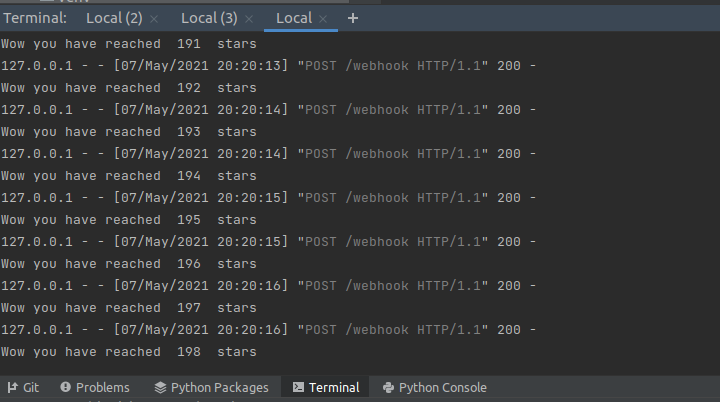 Terminal: Local (2) × Local (3) × Local × +
Wow you have reached  191  stars
127.0.0.1 - - [07/May/2021 20:20:13] "POST /webhook HTTP/1.1" 200 -
Wow you have reached  192  stars
127.0.0.1 - - [07/May/2021 20:20:14] "POST /webhook HTTP/1.1" 200 -
Wow you have reached  193  stars
127.0.0.1 - - [07/May/2021 20:20:14] "POST /webhook HTTP/1.1" 200 -
Wow you have reached  194  stars
127.0.0.1 - - [07/May/2021 20:20:15] "POST /webhook HTTP/1.1" 200 -
Wow you have reached  195  stars
127.0.0.1 - - [07/May/2021 20:20:15] "POST /webhook HTTP/1.1" 200 -
Wow you have reached  196  stars
127.0.0.1 - - [07/May/2021 20:20:16] "POST /webhook HTTP/1.1" 200 -
Wow you have reached  197  stars
127.0.0.1 - - [07/May/2021 20:20:16] "POST /webhook HTTP/1.1" 200 -
Wow you have reached  198  stars
Git Problems Python Packages Terminal Python Console